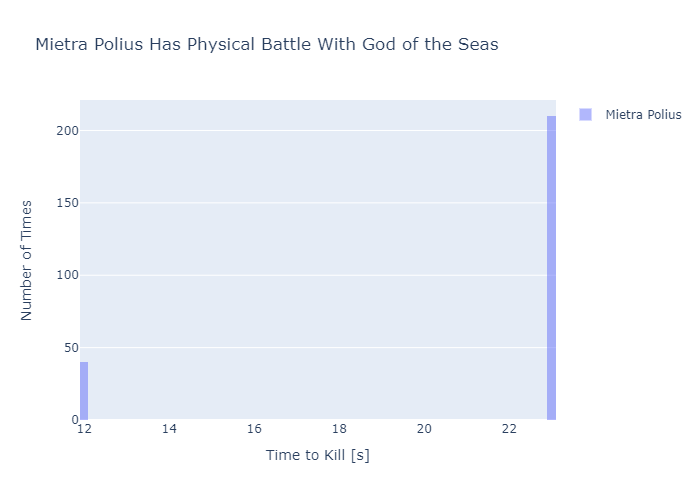 Mietra Polius Has Physical Battle With God of the Seas
Mietra Polius
Number of Times
200
150
100
50
0
12 14 16 18 20 22
Time to Kill [s]